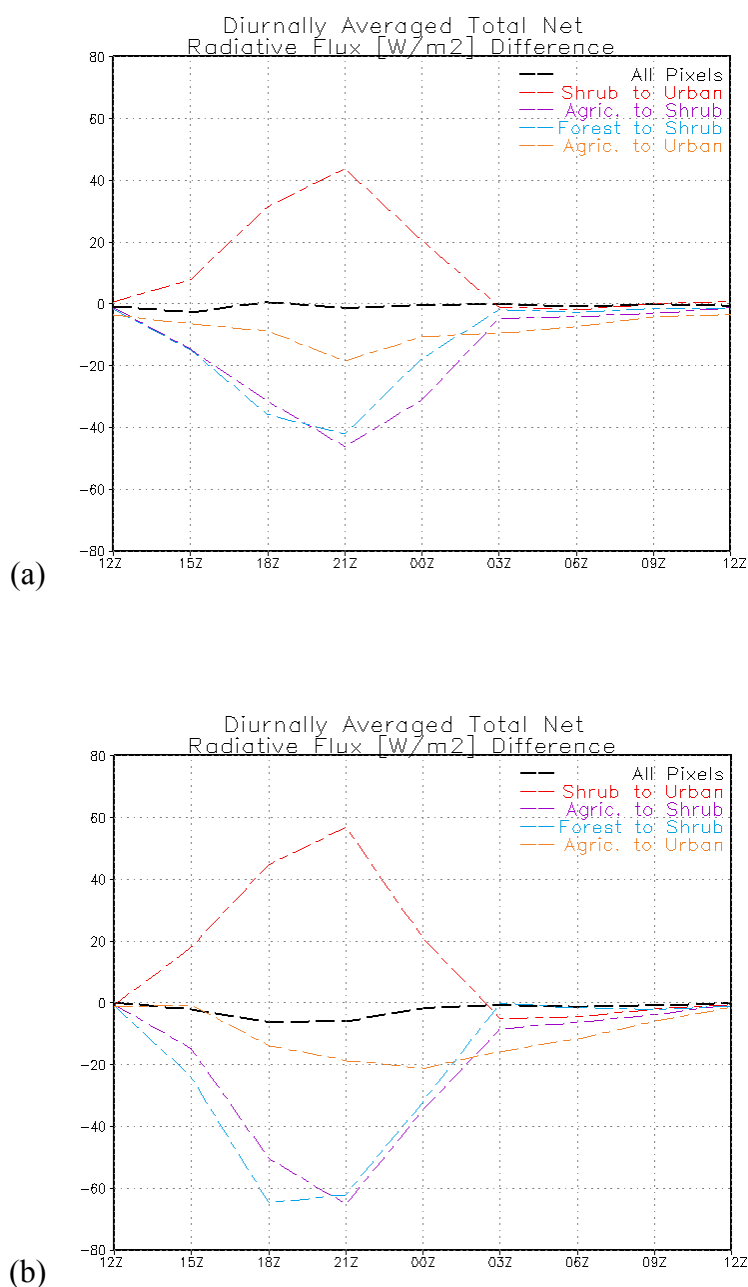 Diurnally Averaged Total Net
Radiative Flux [W/m2] Difference
80
All Pixels
Shrub to Urban
Agric. to Shrub
60
Forest to Shrub
Agric. to Urban
40
20
0
-20
-40
-60
-80
12Z 15Z 18Z 21Z 00Z 03Z 06Z 09Z 12Z
(a)
Diurnally Averaged Total Net
Radiative Flux [W/m2] Difference
80
All Pixels
Shrub to Urban
Agric. to Shrub
60
Forest to Shrub
Agric. to Urban
40
20
0
-20
-40
-60
-80
12Z 15Z 18Z 21Z 00Z 03Z 06Z 09Z 12Z
(b)